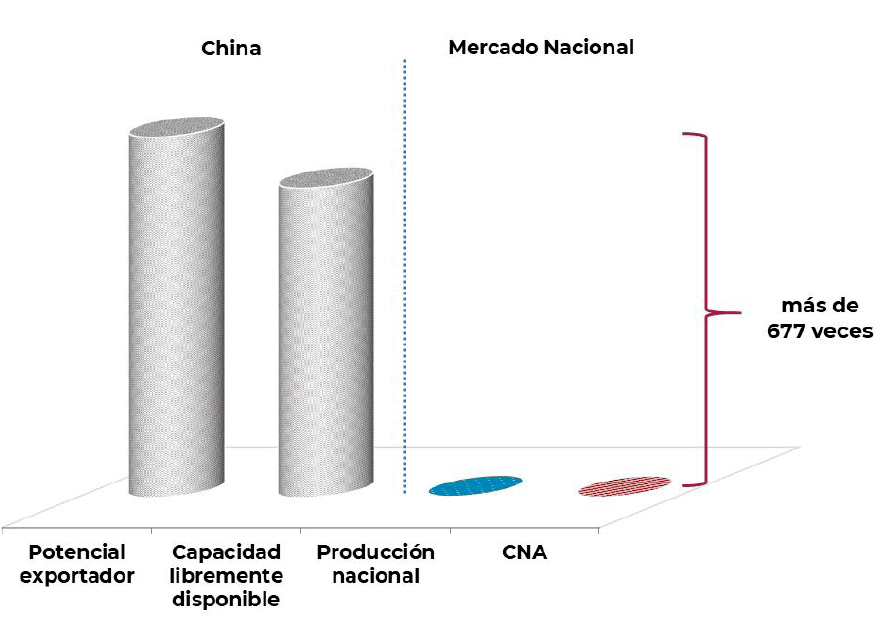 China
Mercado Nacional
más de
677 veces
Potencial
exportador
Capacidad
libremente
disponible
Producción
nacional
CNA